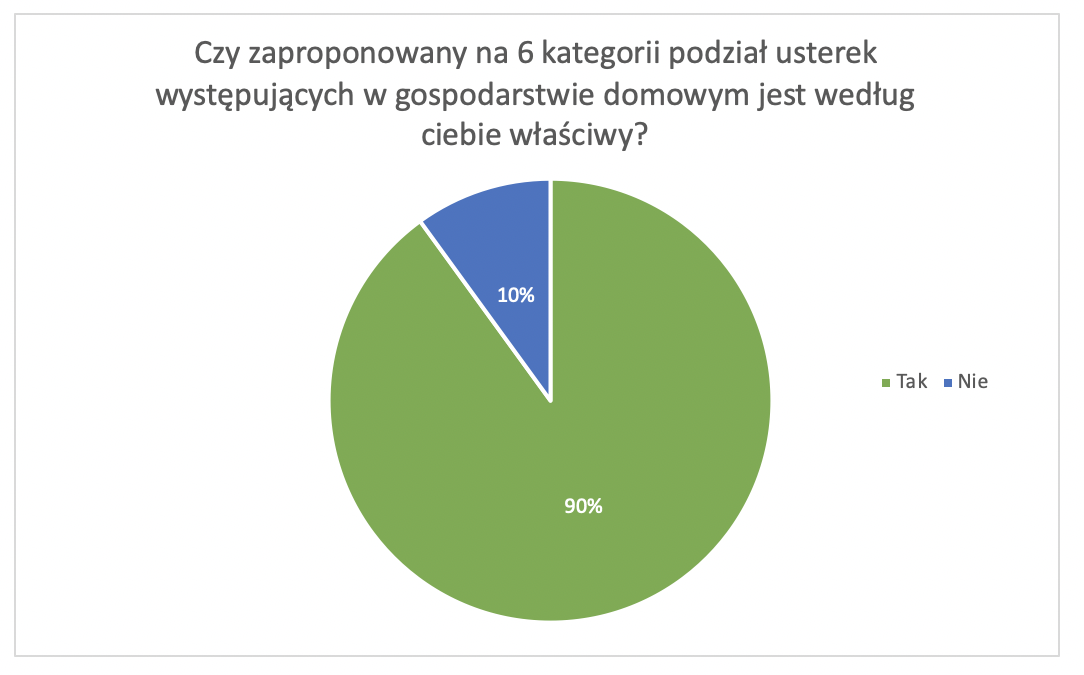 Czy zaproponowany na 6 kategorii podział usterek
występujących w gospodarstwie domowym jest według
ciebie właściwy?
10%
Tak Nie
90%